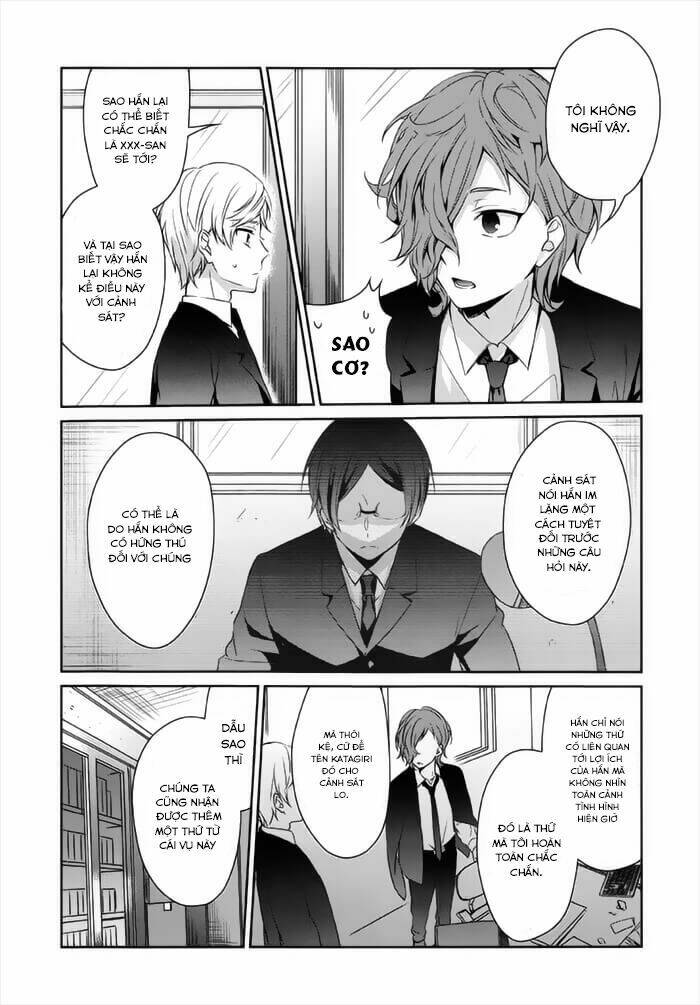 TÔI KHÔNG
NGHĨ VẬY.
SAO
CƠ?
SAO HẮN LẠI
CÓ THỂ BIẾT
CHẮC CHẮN
LÀ XXX-SAN
SẼ TỚI?
VÀ TẠI SAO
BIẾT VẬY HẮN
LẠI KHÔNG
KỂ ĐIỀU NÀY
VỚI CẢNH
SÁT?
CẢNH SÁT
NÓI HẮN IM
LẶNG MỘT
CÁCH TUYỆT
ĐỐI TRƯỚC
NHỮNG CÂU
HỎI NÀY.
CÓ THỂ LÀ
DO HẮN KHÔNG
CÓ HỨNG THÚ
ĐỐI VỚI CHÚNG
HẮN CHỈ NÓI
NHỮNG THỨ
CÓ LIÊN QUAN
TỚI LỢI ÍCH
CỦA HẮN MÀ
KHÔNG NHÌN
TOÀN CẢNH
TÌNH HÌNH
HIỆN GIỜ
ĐÓ LÀ THỨ
MÀ TÔI HOÀN
TOÀN CHẮC
CHẮN.
MÀ THÔI
KỆ, CỨ ĐỂ
TÊN KATAGIRI
ĐÓ CHO
CẢNH SÁT
LO.
DẪU
SAO
THÌ
CHÚNG TA
CŨNG NHẬN
ĐƯỢC THÊM
MỘT THỨ TỪ
CÁI VỤ NÀY